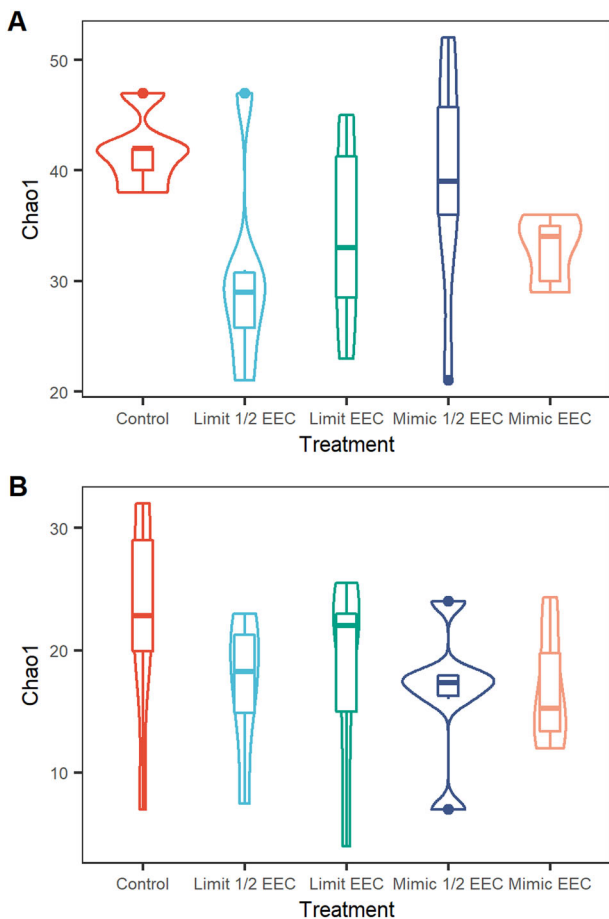 A
Chao1
50
40
30
20
Control Limit 1/2 EEC Limit EEC Mimic 1/2 EEC Mimic EEC
Treatment
B
Chao1
30
20
10
Control Limit 1/2 EEC Limit EEC Mimic 1/2 EEC Mimic EEC
Treatment